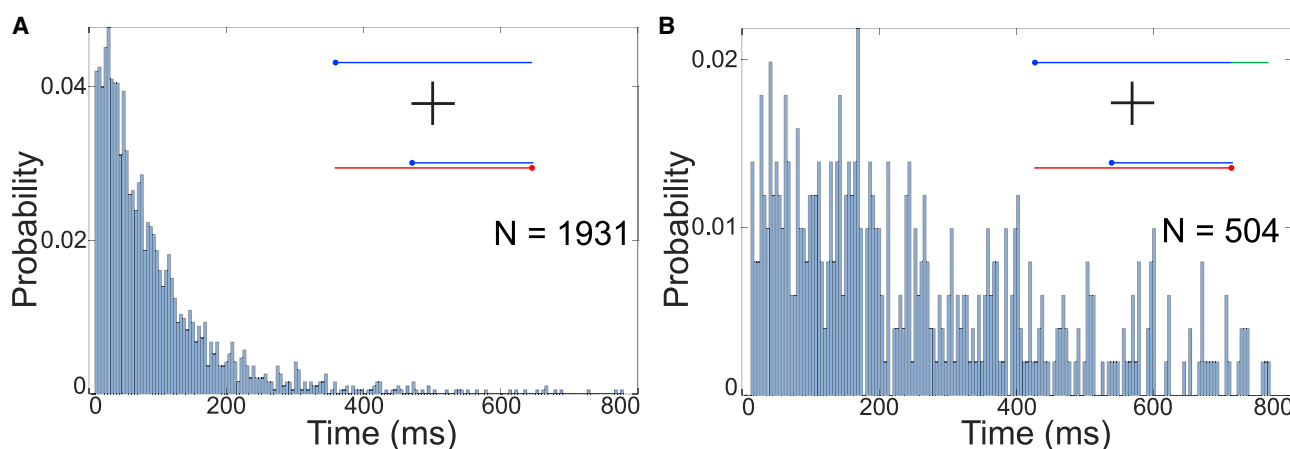 A
Probability
0.04
0.02
0
N = 1931
0 200 400 600 800
Time (ms)
B
Probability
0.02
0.01
0
N = 504
0 200 400 600 800
Time (ms)